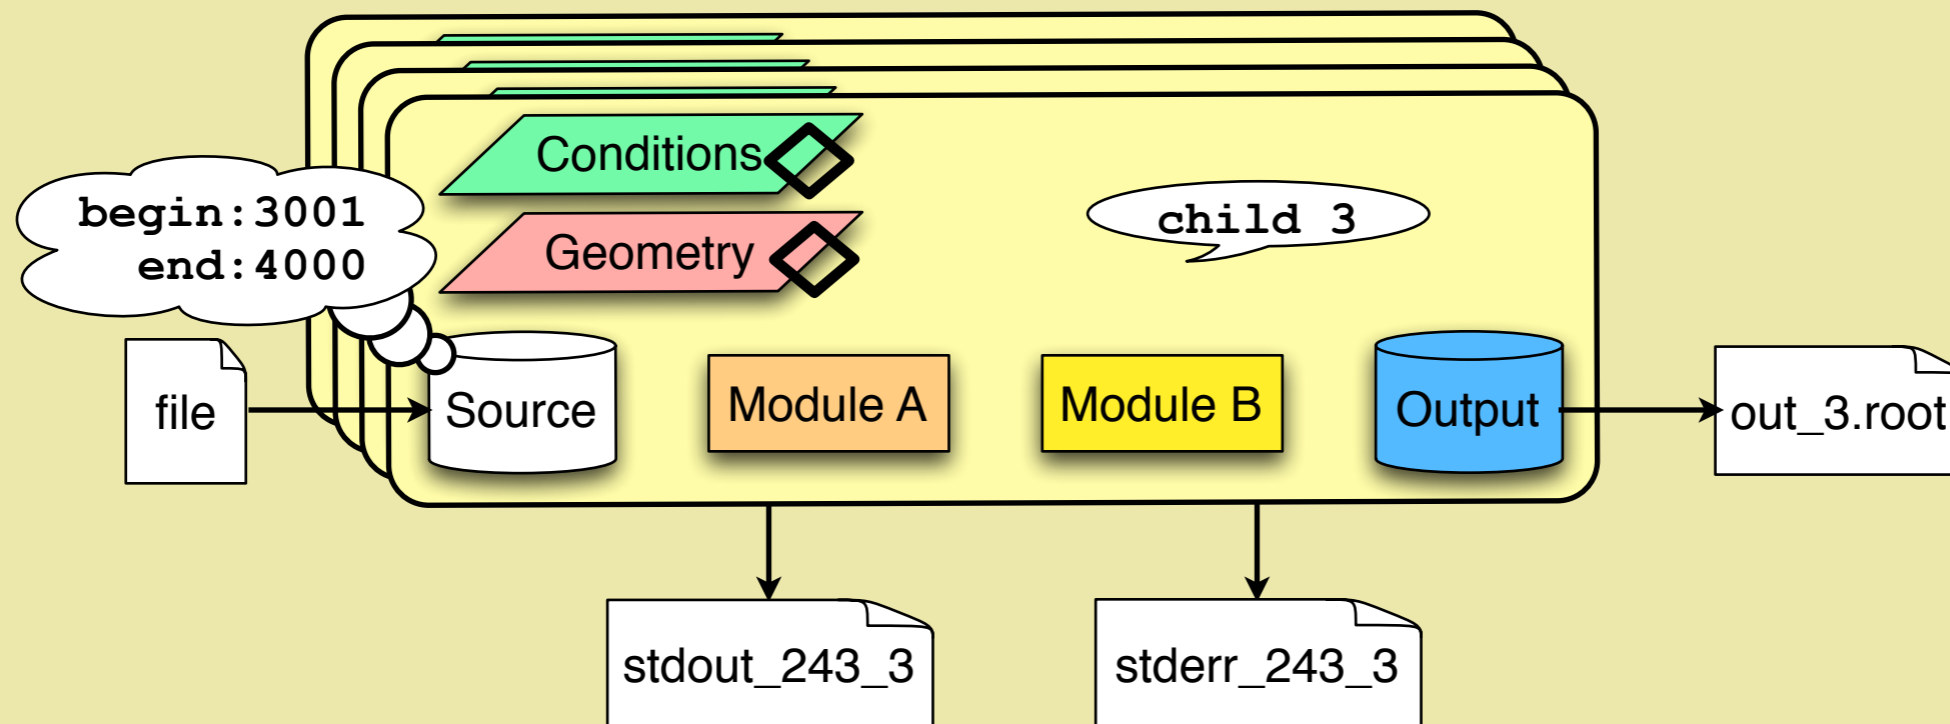 Conditions
begin:3001
end:4000
child 3
Geometry
file
Source
Module A
Module B
Output
out_3.root
stdout_243_3
stderr_243_3